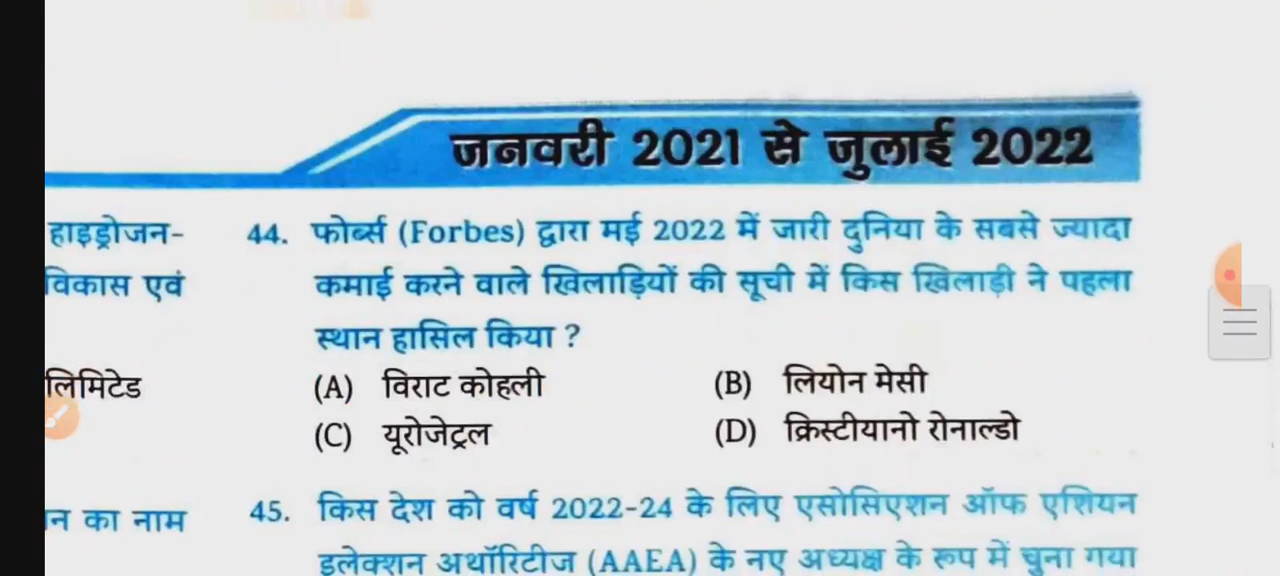 जनवरी 2021 से जुलाई 2022
हाइड्रोजन-
विकास एवं
लिमिटेड
न का नाम
44. फोर्ब्स (Forbes) द्वारा मई 2022 में जारी दुनिया के सबसे ज्यादा
कमाई करने वाले खिलाड़ियों की सूची में किस खिलाड़ी ने पहला
स्थान हासिल किया ?
(A) विराट कोहली (B) लियोन मेसी
(C) यूरोजेट्रल (D) क्रिस्टीयानो रोनाल्डो
45. किस देश को वर्ष 2022-24 के लिए एसोसिएशन ऑफ एशियन
इलेक्शन अथॉरिटीज (AAEA) के नए अध्यक्ष के रूप में चुना गया